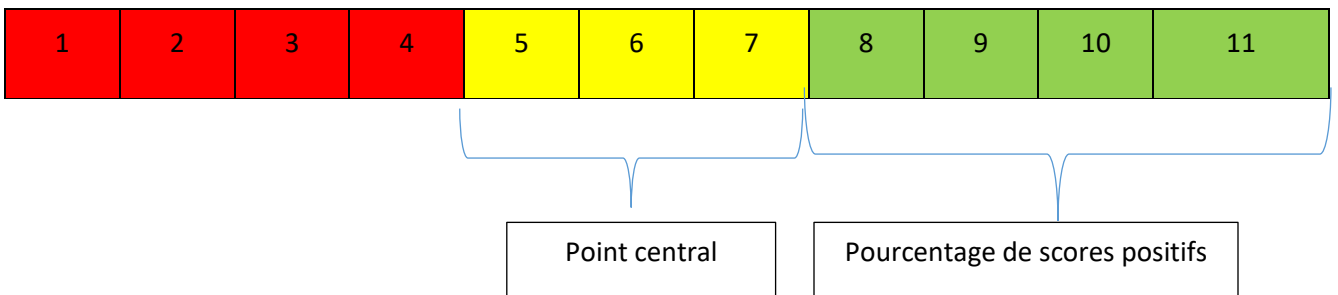 1 2 3 4 5 6 7 8 9 10 11
Point central Pourcentage de scores positifs